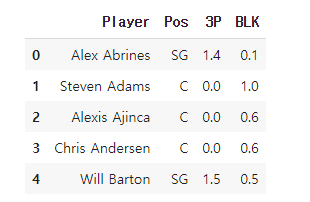 Player Pos 3P BLK
0 Alex Abrines SG 1.4 0.1
1 Steven Adams C 0.0 1.0
2 Alexis Ajinca C 0.0 0.6
3 Chris Andersen C 0.0 0.6
4 Will Barton SG 1.5 0.5